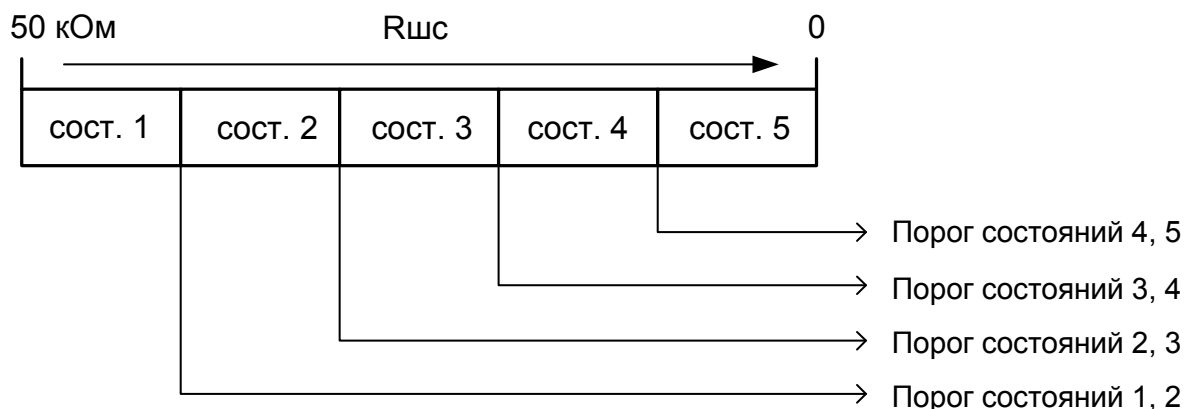 50 кОм Rшс 0
сост. 1 сост. 2 сост. 3 сост. 4 сост. 5
Порог состояний 4, 5
Порог состояний 3, 4
Порог состояний 2, 3
Порог состояний 1, 2